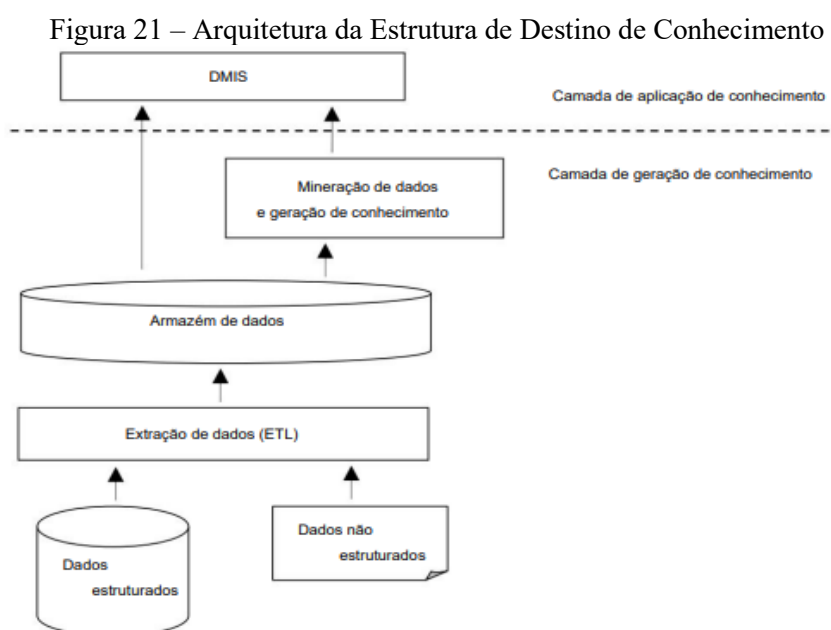 Figura 21 – Arquitetura da Estrutura de Destino de Conhecimento
DMIS
Camada de aplicação de conhecimento
Camada de geração de conhecimento
Mineração de dados
e geração de conhecimento
Armazém de dados
Extração de dados (ETL)
Dados
estruturados
Dados não
estruturados